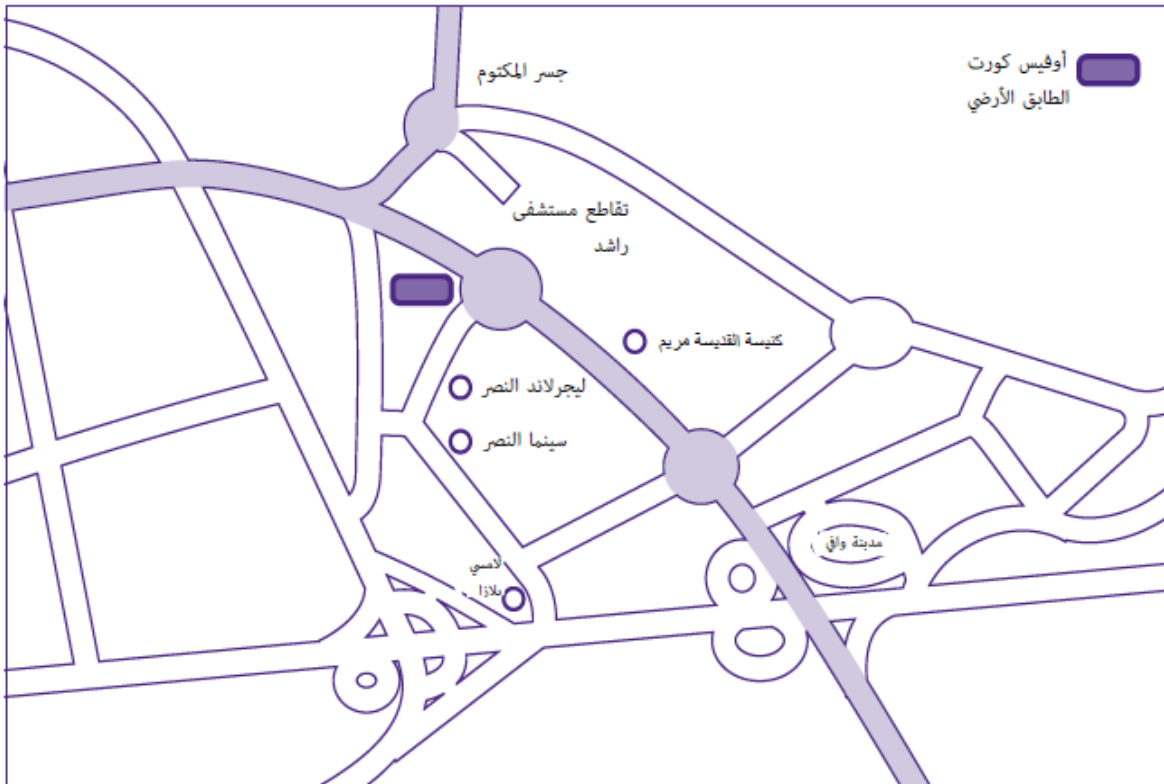 جسر المكتوم
أوفيس كورت
الطابق الأرضي
تقاطع مستشفى
راشد
كنيسة القديسة مريم
ليجرلاند النصر
سينما النصر
مدينة وافي
لامسي
بلازا